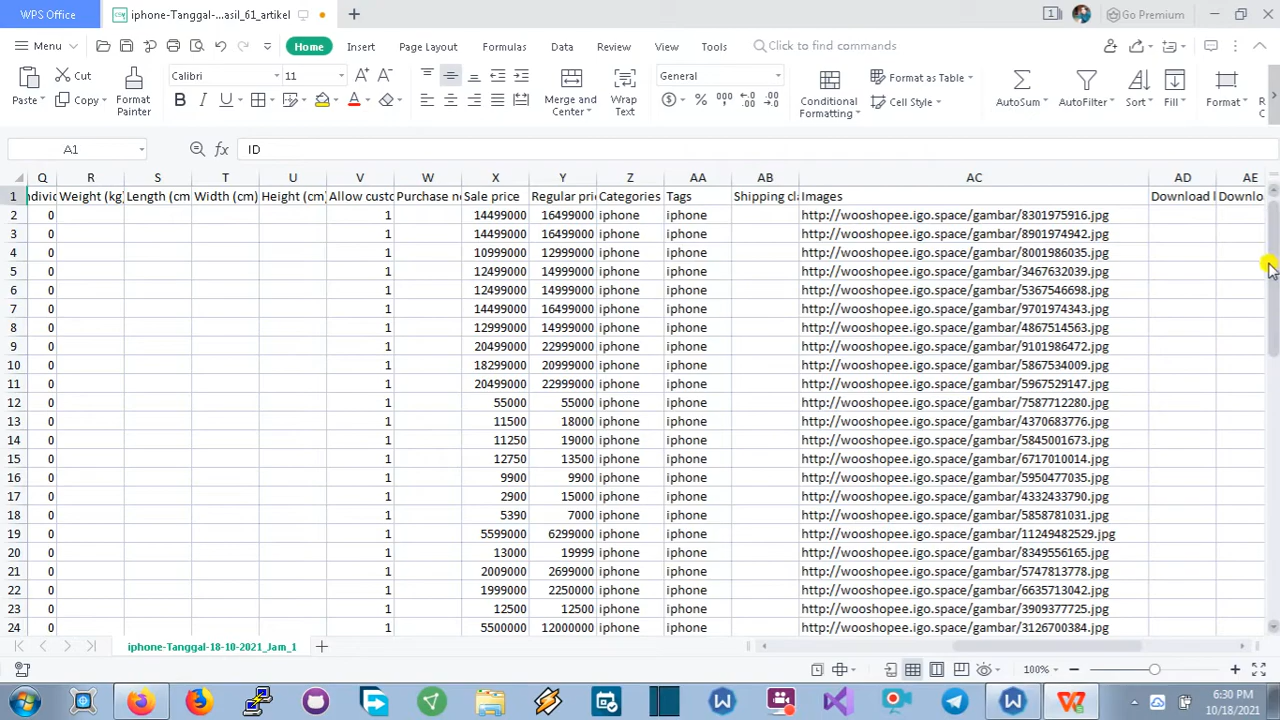 WPS Office iphone-Tanggal-...asil_61_artikel 1 Go Premium
Menu Home Insert Page Layout Formulas Data Review View Tools Click to find commands
Cut Calibri 11 General Format as Table
Paste Copy Format Painter Merge and Center Wrap Text Conditional Formatting Cell Style AutoSum AutoFilter Sort Fill Format
A1 fx ID
Q R S T U V W X Y Z AA AB AC AD AE
1 ndivic Weight (kg Length (cm Width (cm) Height (cm) Allow custo Purchase n Sale price Regular pri Categories Tags Shipping cl Images Download l Downlo
2 0 1 14499000 16499000 iphone iphone http://wooshopee.igo.space/gambar/8301975916.jpg
3 0 1 14499000 16499000 iphone iphone http://wooshopee.igo.space/gambar/8901974942.jpg
4 0 1 10999000 12999000 iphone iphone http://wooshopee.igo.space/gambar/8001986035.jpg
5 0 1 12499000 14999000 iphone iphone http://wooshopee.igo.space/gambar/3467632039.jpg
6 0 1 12499000 14999000 iphone iphone http://wooshopee.igo.space/gambar/5367546698.jpg
7 0 1 14499000 16499000 iphone iphone http://wooshopee.igo.space/gambar/9701974343.jpg
8 0 1 12999000 14999000 iphone iphone http://wooshopee.igo.space/gambar/4867514563.jpg
9 0 1 20499000 22999000 iphone iphone http://wooshopee.igo.space/gambar/9101986472.jpg
10 0 1 18299000 20999000 iphone iphone http://wooshopee.igo.space/gambar/5867534009.jpg
11 0 1 20499000 22999000 iphone iphone http://wooshopee.igo.space/gambar/5967529147.jpg
12 0 1 55000 55000 iphone iphone http://wooshopee.igo.space/gambar/7587712280.jpg
13 0 1 11500 18000 iphone iphone http://wooshopee.igo.space/gambar/4370683776.jpg
14 0 1 11250 19000 iphone iphone http://wooshopee.igo.space/gambar/5845001673.jpg
15 0 1 12750 13500 iphone iphone http://wooshopee.igo.space/gambar/6717010014.jpg
16 0 1 9900 9900 iphone iphone http://wooshopee.igo.space/gambar/5950477035.jpg
17 0 1 2900 15000 iphone iphone http://wooshopee.igo.space/gambar/4332433790.jpg
18 0 1 5390 7000 iphone iphone http://wooshopee.igo.space/gambar/5858781031.jpg
19 0 1 5599000 6299000 iphone iphone http://wooshopee.igo.space/gambar/11249482529.jpg
20 0 1 13000 19999 iphone iphone http://wooshopee.igo.space/gambar/8349556165.jpg
21 0 1 2009000 2699000 iphone iphone http://wooshopee.igo.space/gambar/5747813778.jpg
22 0 1 1999000 2250000 iphone iphone http://wooshopee.igo.space/gambar/6635713042.jpg
23 0 1 12500 12500 iphone iphone http://wooshopee.igo.space/gambar/3909377725.jpg
24 0 1 5500000 12000000 iphone iphone http://wooshopee.igo.space/gambar/3126700384.jpg
iphone-Tanggal-18-10-2021_Jam_1
100%
6:30 PM
10/18/2021